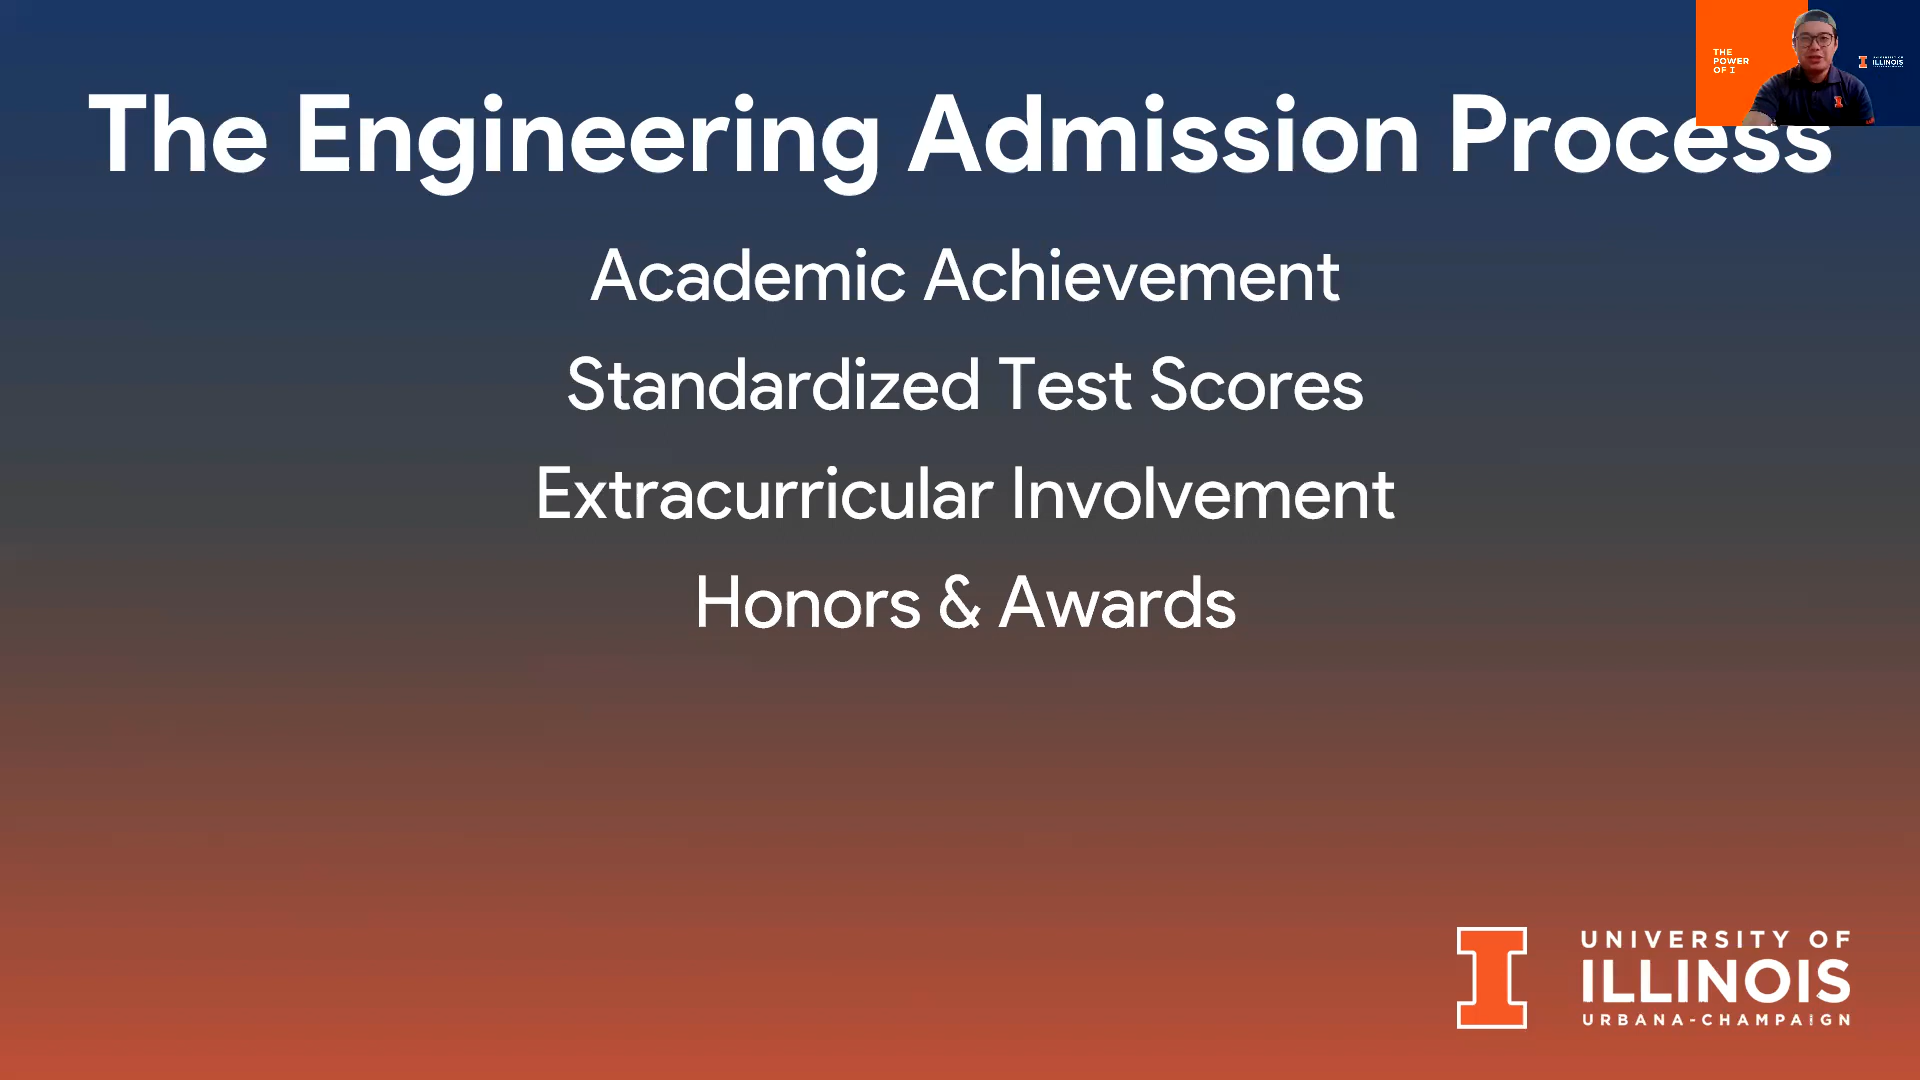 THE
POWER
OF I
ILLINOIS
The Engineering Admission Process
Academic Achievement
Standardized Test Scores
Extracurricular Involvement
Honors & Awards
UNIVERSITY OF
ILLINOIS
URBANA-CHAMPAIGN